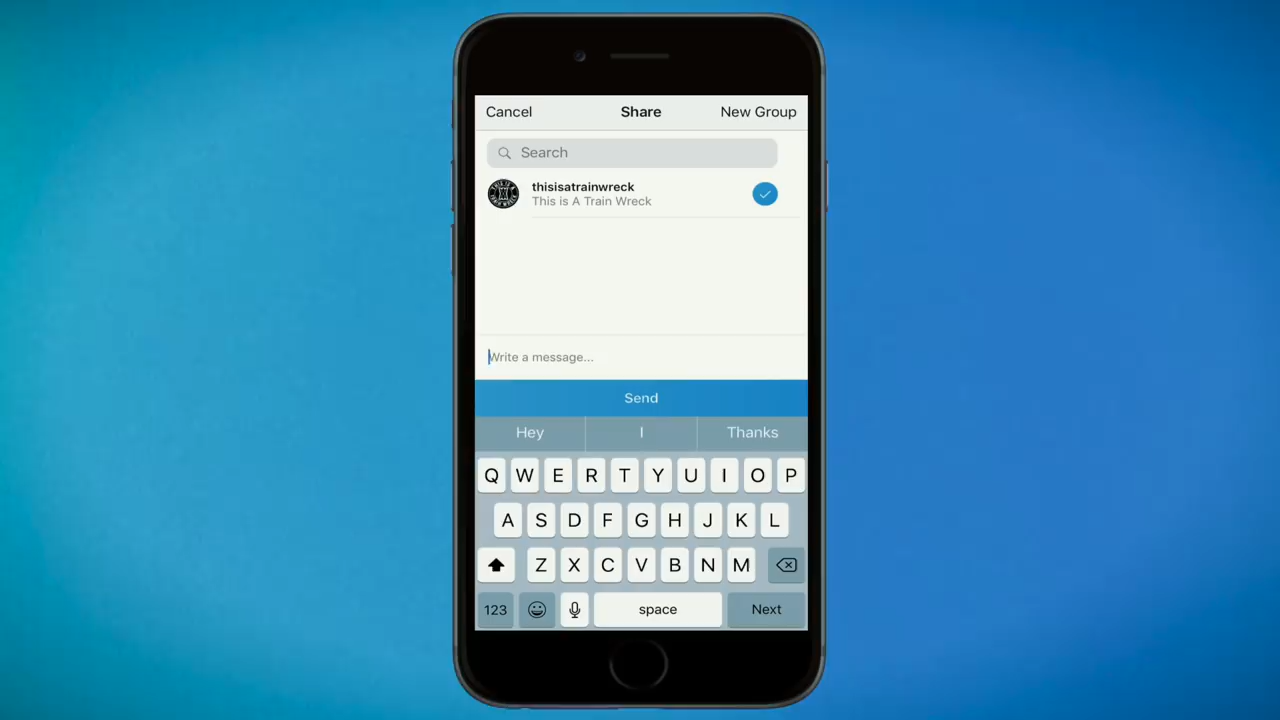 Cancel Share New Group
Search
thisisatrainwreck
This is A Train Wreck
Write a message...
Send
Hey I Thanks
Q W E R T Y U I O P
A S D F G H J K L
Z X C V B N M
123 space Next